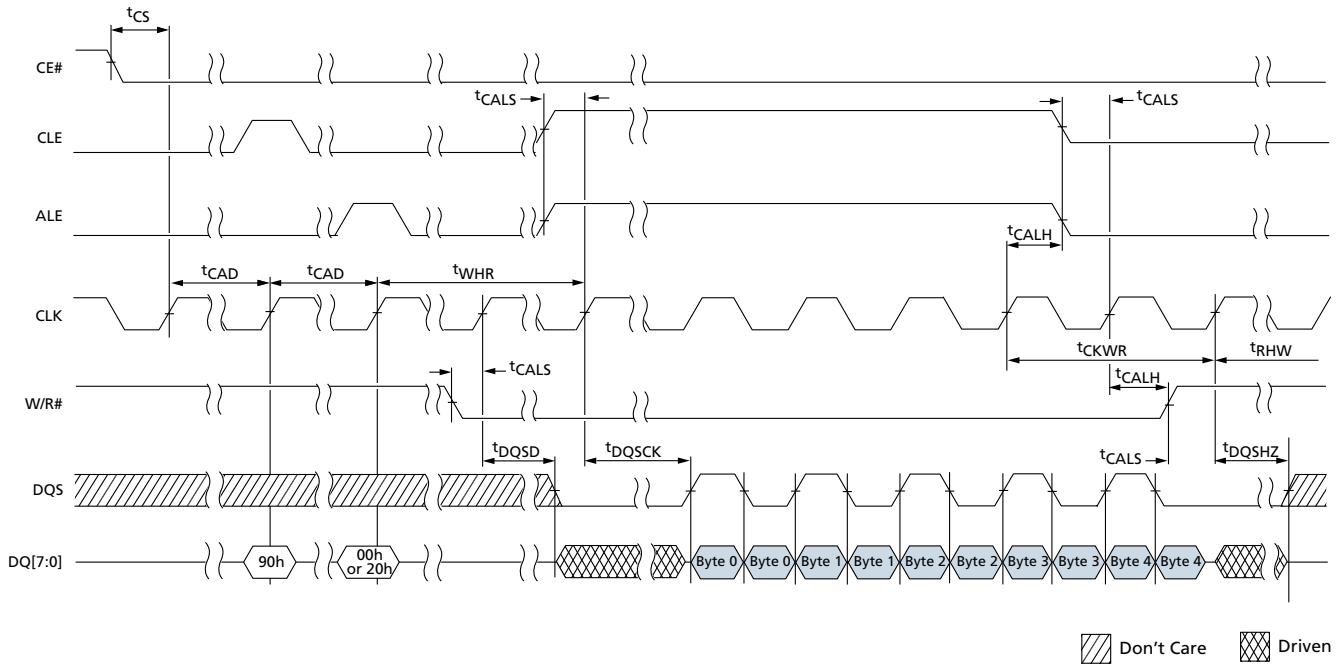 tCS
CE#
tCALS
tCALS
CLE
ALE
tCALH
tCAD
tCAD
tWHR
CLK
tCKWR
tRHW
tCALS
tCALH
W/R#
tDQSD
tDQSCK
tCALS
tDQSHZ
DQS
DQ[7:0]
90h
00h
or 20h
Byte 0
Byte 0
Byte 1
Byte 1
Byte 2
Byte 2
Byte 3
Byte 3
Byte 4
Byte 4
Don't Care
Driven